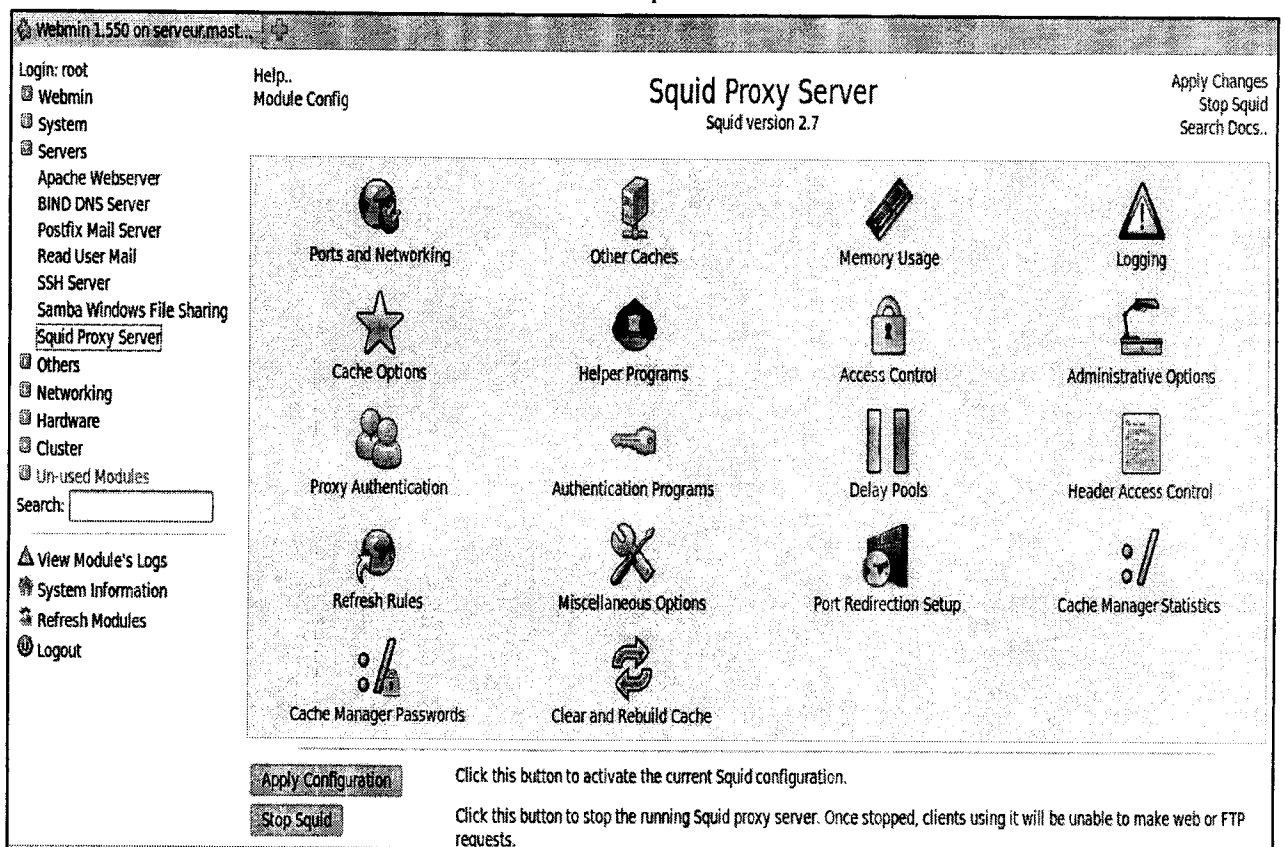 Webmin 1.550 on serveur.mast...
Login: root
Webmin
System
Servers
Apache Webserver
BIND DNS Server
Postfix Mail Server
Read User Mail
SSH Server
Samba Windows File Sharing
Squid Proxy Server
Others
Networking
Hardware
Cluster
Un-used Modules
Search:
View Module's Logs
System Information
Refresh Modules
Logout
Help..
Module Config
Squid Proxy Server
Squid version 2.7
Apply Changes
Stop Squid
Search Docs..
Ports and Networking
Other Caches
Memory Usage
Logging
Cache Options
Helper Programs
Access Control
Administrative Options
Proxy Authentication
Authentication Programs
Delay Pools
Header Access Control
Refresh Rules
Miscellaneous Options
Port Redirection Setup
Cache Manager Statistics
Cache Manager Passwords
Clear and Rebuild Cache
Apply Configuration
Click this button to activate the current Squid configuration.
Stop Squid
Click this button to stop the running Squid proxy server. Once stopped, clients using it will be unable to make web or FTP
requests.